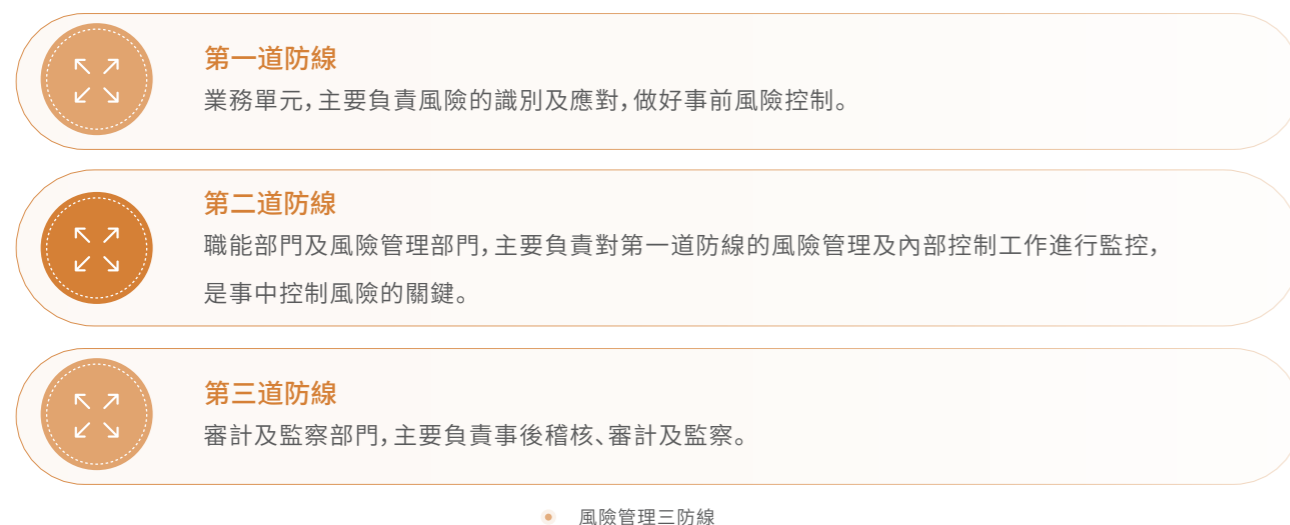 第一道防線
業務單元，主要負責風險的識別及應對，做好事前風險控制。
第二道防線
職能部門及風險管理部門，主要負責對第一道防線的風險管理及內部控制工作進行監控，
是事中控制風險的關鍵。
第三道防線
審計及監察部門，主要負責事後稽核、審計及監察。
風險管理三防線